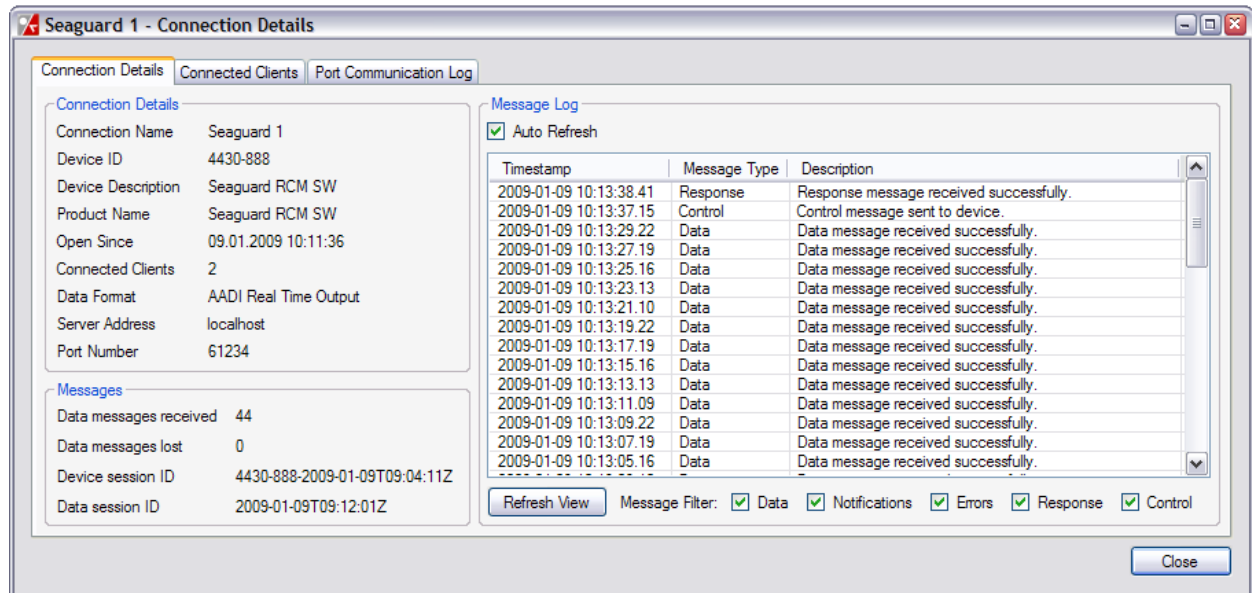 Seaguard 1 - Connection Details
Connection Details Connected Clients Port Communication Log
Connection Details
Connection Name Seaguard 1
Device ID 4430-888
Device Description Seaguard RCM SW
Product Name Seaguard RCM SW
Open Since 09.01.2009 10:11:36
Connected Clients 2
Data Format AADI Real Time Output
Server Address localhost
Port Number 61234
Messages
Data messages received 44
Data messages lost 0
Device session ID 4430-888-2009-01-09T09:04:11Z
Data session ID 2009-01-09T09:12:01Z
Message Log
Auto Refresh
Timestamp Message Type Description
2009-01-09 10:13:38.41 Response Response message received successfully.
2009-01-09 10:13:37.15 Control Control message sent to device.
2009-01-09 10:13:29.22 Data Data message received successfully.
2009-01-09 10:13:27.19 Data Data message received successfully.
2009-01-09 10:13:25.16 Data Data message received successfully.
2009-01-09 10:13:23.13 Data Data message received successfully.
2009-01-09 10:13:21.10 Data Data message received successfully.
2009-01-09 10:13:19.22 Data Data message received successfully.
2009-01-09 10:13:17.19 Data Data message received successfully.
2009-01-09 10:13:15.16 Data Data message received successfully.
2009-01-09 10:13:13.13 Data Data message received successfully.
2009-01-09 10:13:11.09 Data Data message received successfully.
2009-01-09 10:13:09.22 Data Data message received successfully.
2009-01-09 10:13:07.19 Data Data message received successfully.
2009-01-09 10:13:05.16 Data Data message received successfully.
Refresh View Message Filter: Data Notifications Errors Response Control
Close